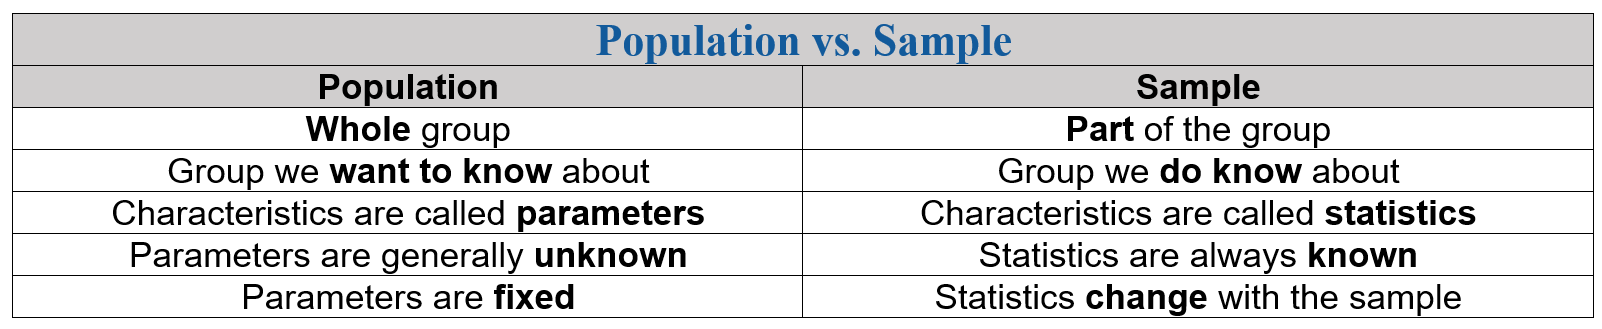 Population vs. Sample
Population Sample
Whole group Part of the group
Group we want to know about Group we do know about
Characteristics are called parameters Characteristics are called statistics
Parameters are generally unknown Statistics are always known
Parameters are fixed Statistics change with the sample